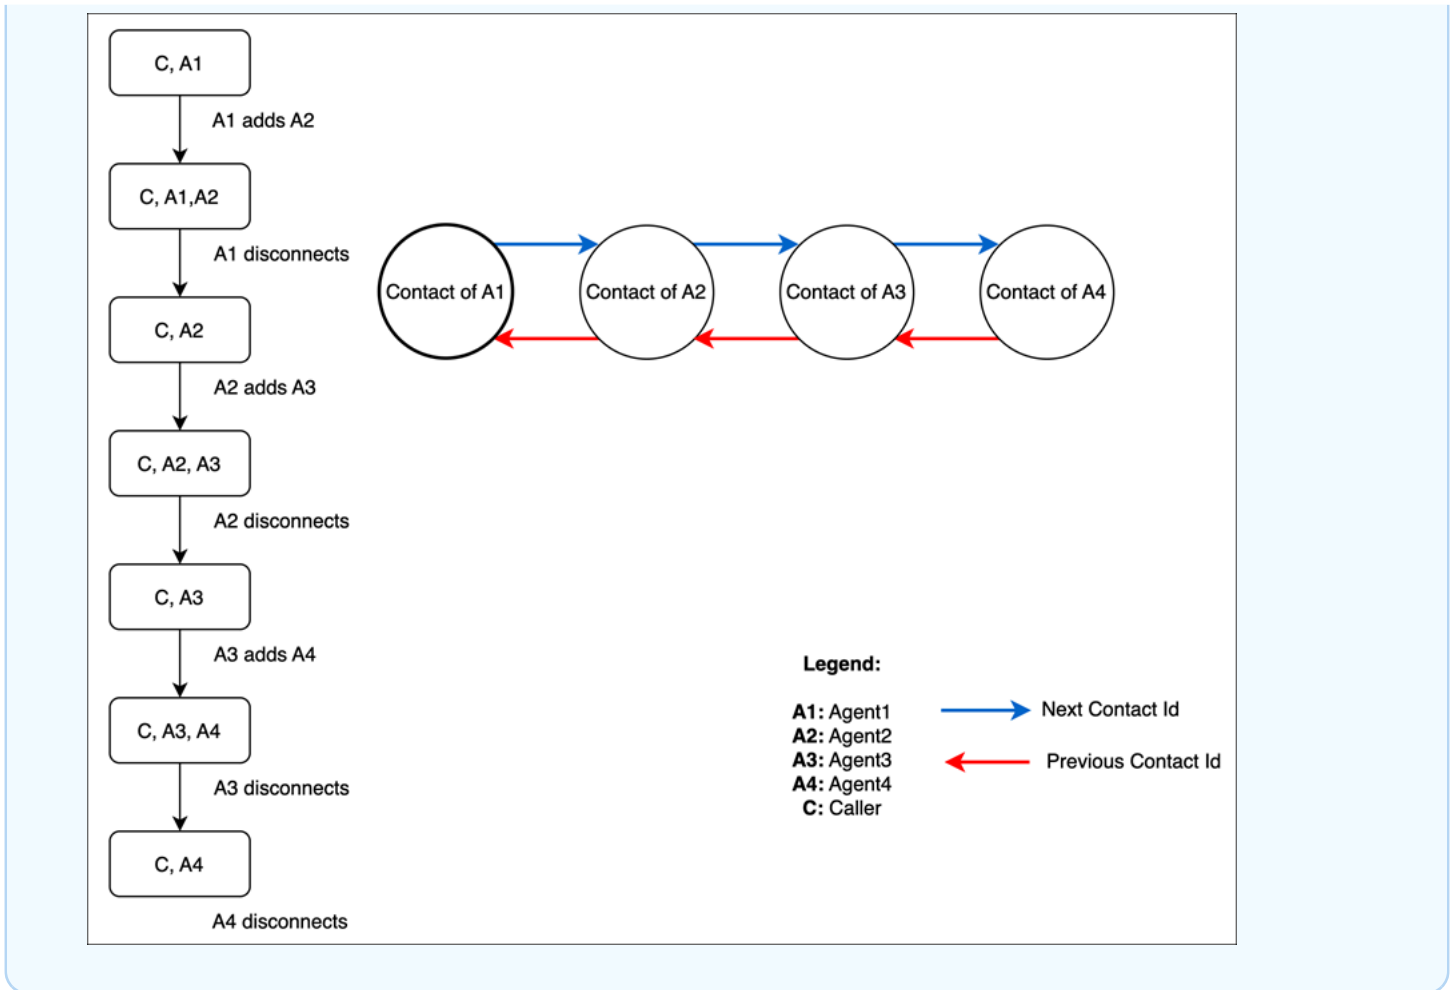 C, A1
A1 adds A2
C, A1,A2
A1 disconnects
C, A2
A2 adds A3
C, A2, A3
A2 disconnects
C, A3
A3 adds A4
C, A3, A4
A3 disconnects
C, A4
A4 disconnects
Contact of A1
Contact of A2
Contact of A3
Contact of A4
Legend:
A1: Agent1
A2: Agent2
A3: Agent3
A4: Agent4
C: Caller
Next Contact Id
Previous Contact Id